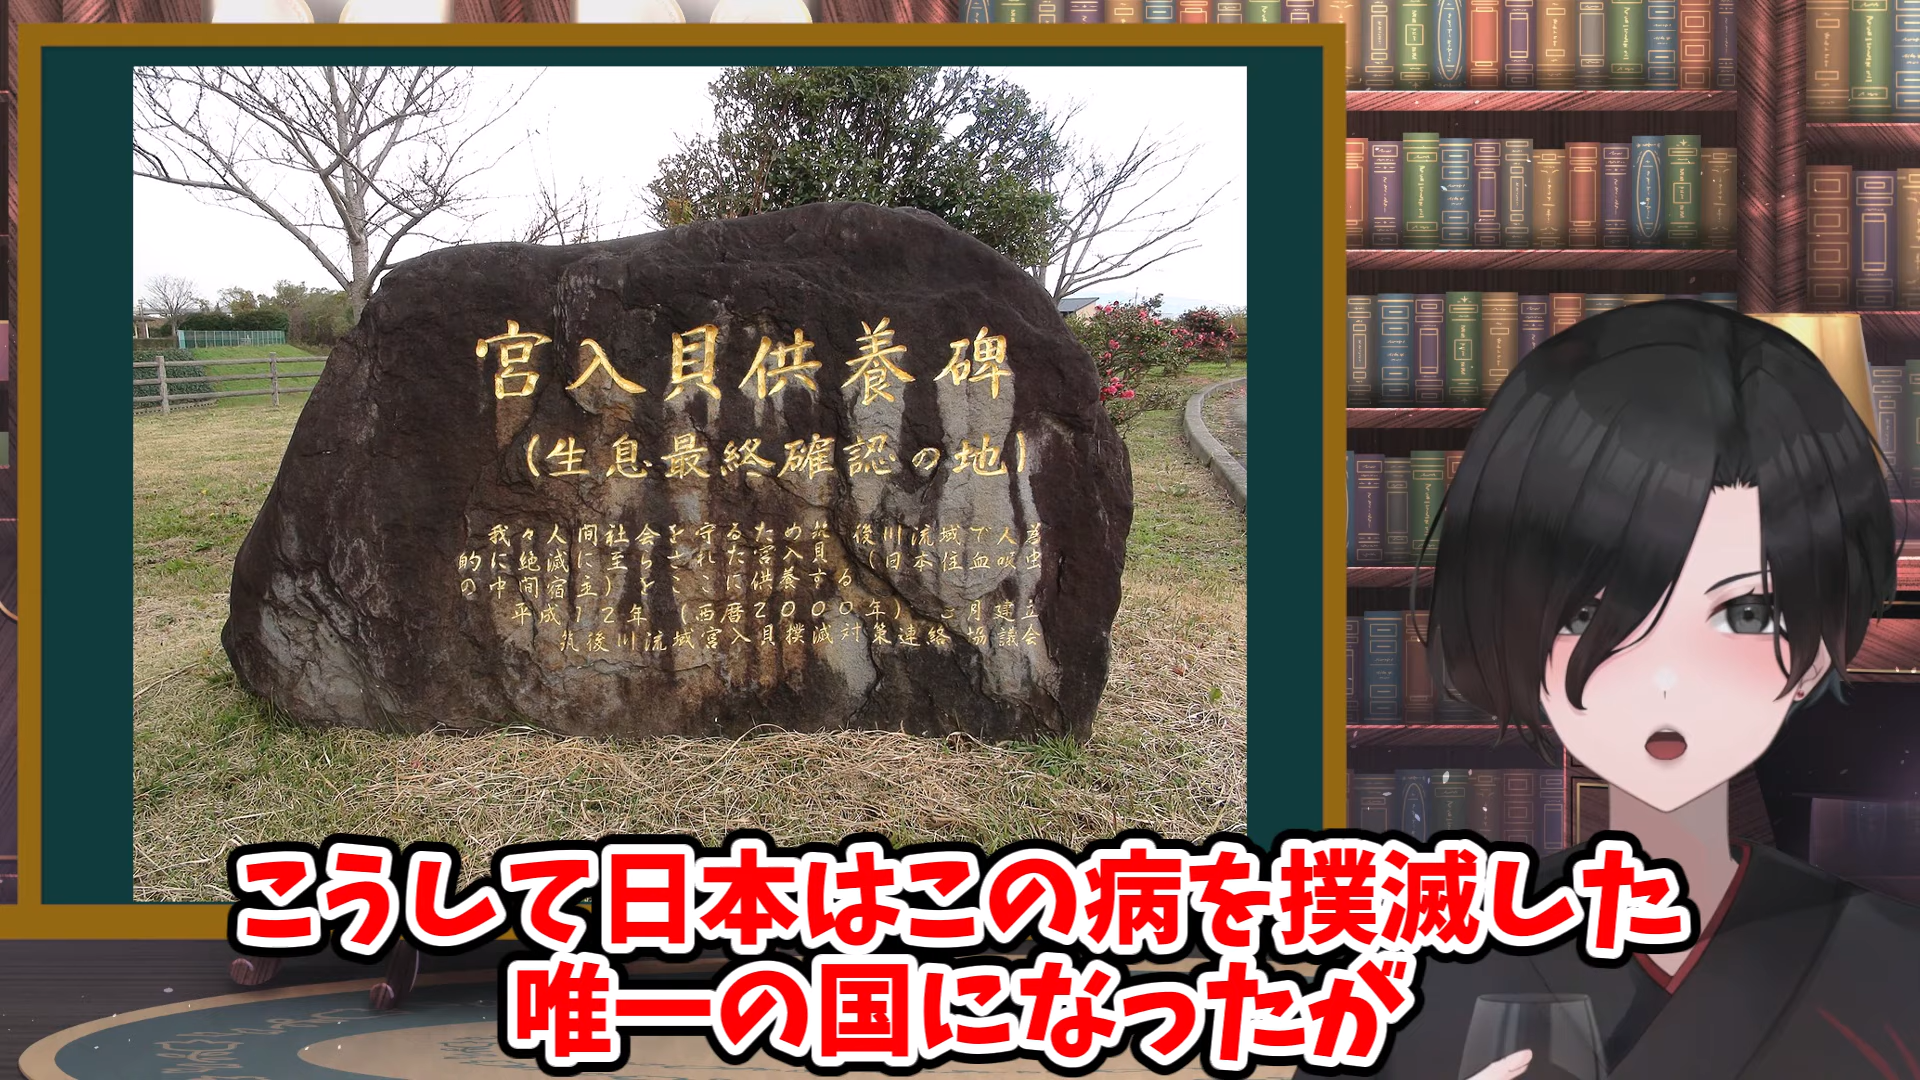 宮入貝供養碑
(生息最終確認の地)
我々人間社会を守るため筑後川流域で人為
的に絶滅に至らされた宮入貝(日本住血吸虫
の中間宿主)をここに供養する
平成12年(西暦2000年) 月建立
筑後川流域宮入貝撲滅対策連絡協議会
こうして日本はこの病を撲滅した
唯一の国になったが